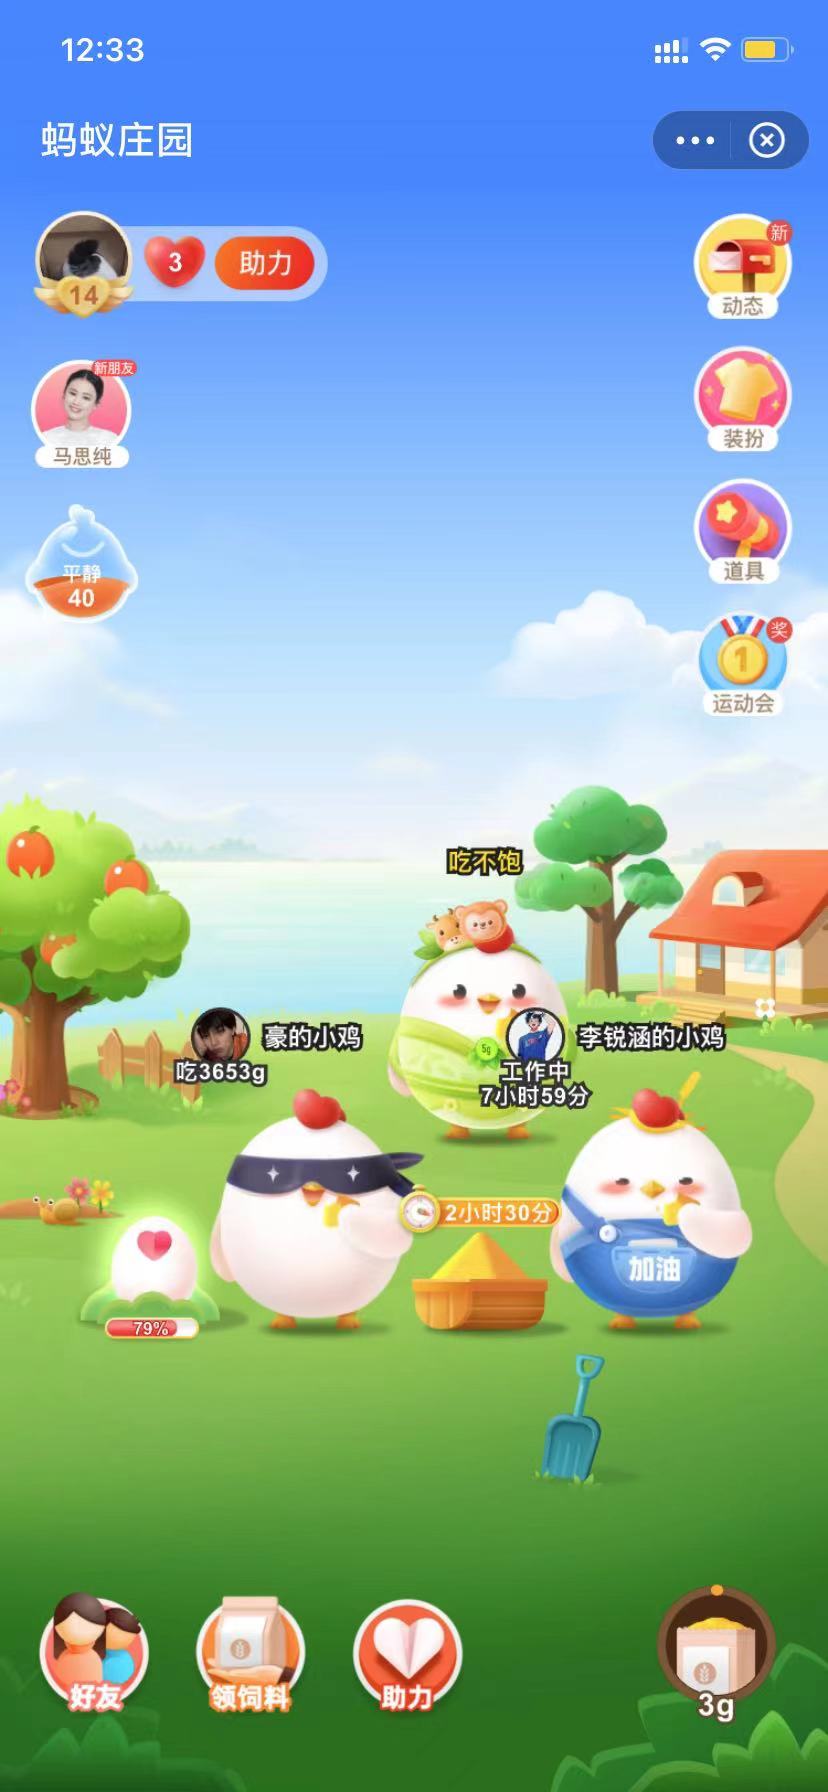 12:33
蚂蚁庄园
3
助力
14
新
动态
新朋友
马思纯
装扮
平静
40
道具
奖
1
运动会
吃不饱
豪的小鸡
吃3653g
5g
李锐涵的小鸡
工作中
7小时59分
2小时30分
加油
79%
好友
领饲料
助力
3g